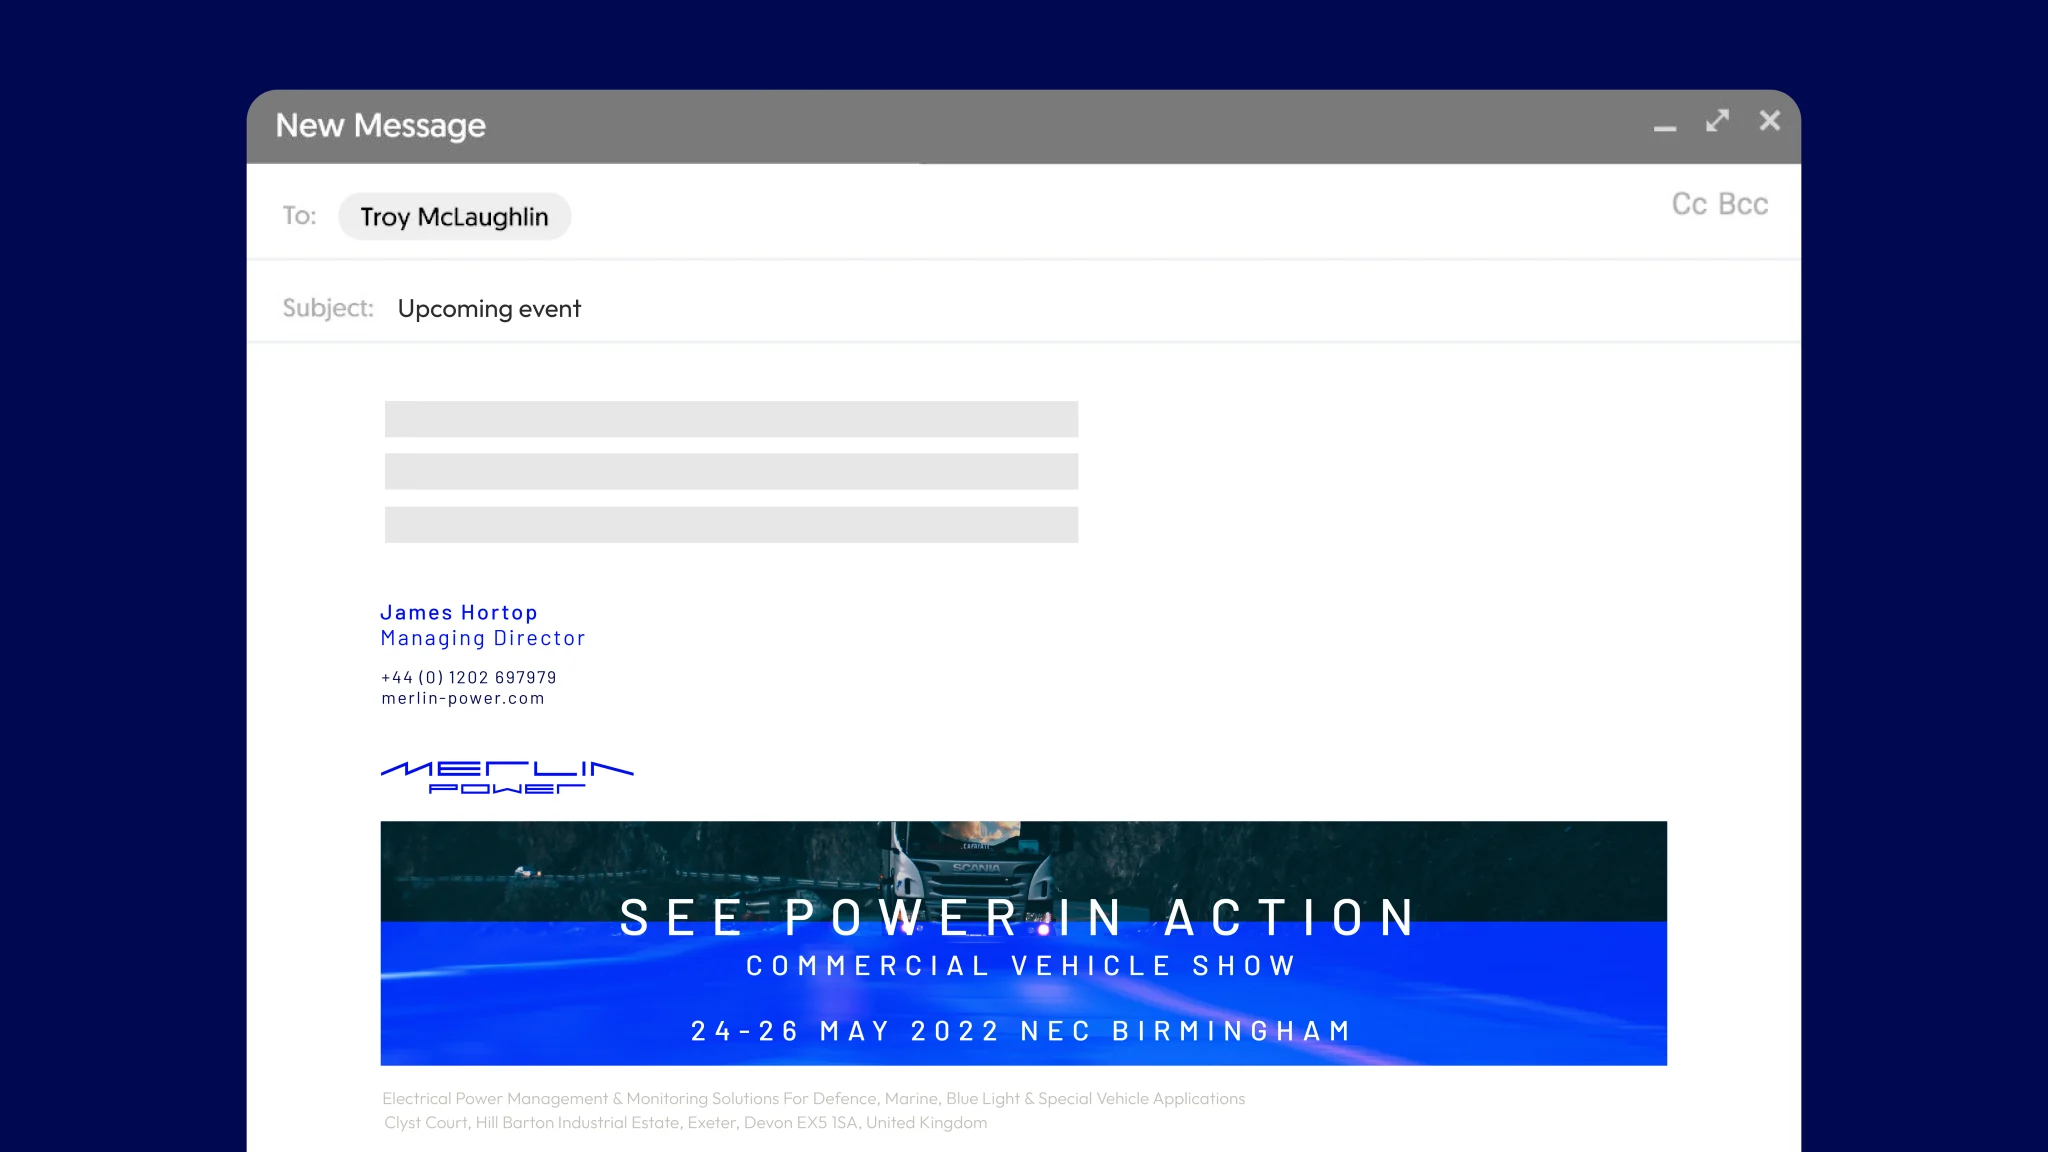 New Message
To: Troy McLaughlin
Cc Bcc
Subject: Upcoming event
James Hortop
Managing Director
+44 (0) 1202 697979
merlin-power.com
MERLIN
POWER
SCANIA
SEE POWER IN ACTION
COMMERCIAL VEHICLE SHOW
24-26 MAY 2022 NEC BIRMINGHAM
Electrical Power Management & Monitoring Solutions For Defence, Marine, Blue Light & Special Vehicle Applications
Clyst Court, Hill Barton Industrial Estate, Exeter, Devon EX5 1SA, United Kingdom